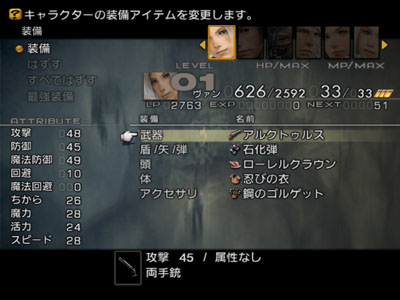 キャラクターの装備アイテムを変更します。
装備
装備
はずす
すべてはずす
最強装備
LEVEL HP/MAX MP/MAX
01 ヴァン 626/2592 33/33
LP 2763 EXP 0 NEXT 51
ATTRIBUTE 装備 名前
攻撃 48 武器 アルクトゥルス
防御 45 盾/矢/弾 石化弾
魔法防御 49 頭 ローレルクラウン
回避 10 体 忍びの衣
魔法回避 0 アクセサリ 鋼のゴルゲット
ちから 26
魔力 28
活力 24
スピード 28
攻撃 45 / 属性なし
両手銃